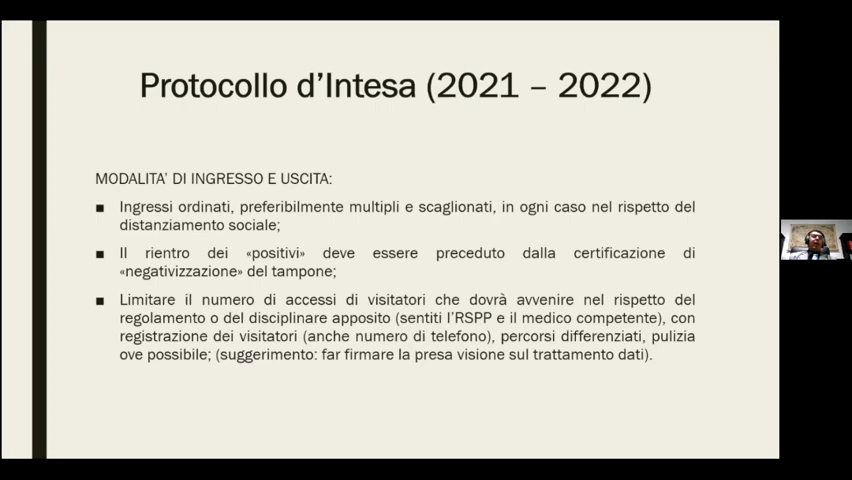 Protocollo d’Intesa (2021 – 2022)
MODALITA’ DI INGRESSO E USCITA:
■ Ingressi ordinati, preferibilmente multipli e scaglionati, in ogni caso nel rispetto del
distanziamento sociale;
■ Il rientro dei «positivi» deve essere preceduto dalla certificazione di
«negativizzazione» del tampone;
■ Limitare il numero di accessi di visitatori che dovrà avvenire nel rispetto del
regolamento o del disciplinare apposito (sentiti l’RSPP e il medico competente), con
registrazione dei visitatori (anche numero di telefono), percorsi differenziati, pulizia
ove possibile; (suggerimento: far firmare la presa visione sul trattamento dati).